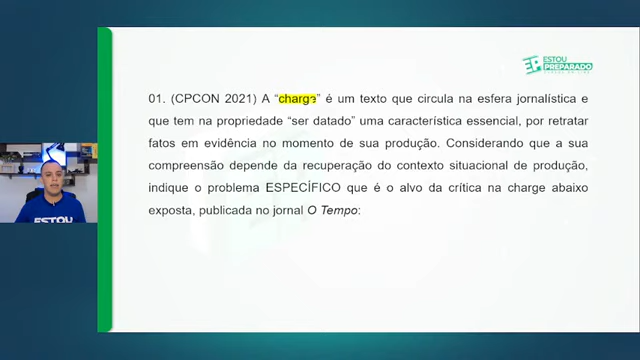 ESTOU
PREPARADO
01. (CPCON 2021) A “charge” é um texto que circula na esfera jornalística e
que tem na propriedade “ser datado” uma característica essencial, por retratar
fatos em evidência no momento de sua produção. Considerando que a sua
compreensão depende da recuperação do contexto situacional de produção,
indique o problema ESPECÍFICO que é o alvo da crítica na charge abaixo
exposta, publicada no jornal O Tempo:
ESTOU